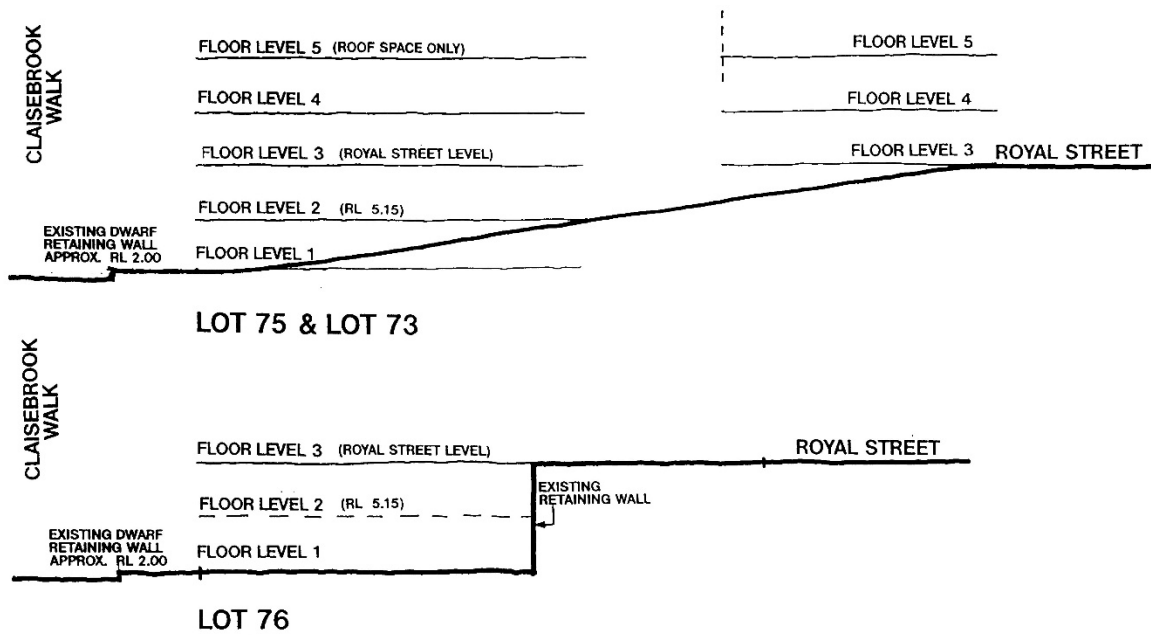 CLAISEBROOK
WALK
FLOOR LEVEL 5 (ROOF SPACE ONLY)
FLOOR LEVEL 5
FLOOR LEVEL 4
FLOOR LEVEL 4
FLOOR LEVEL 3 (ROYAL STREET LEVEL)
FLOOR LEVEL 3
ROYAL STREET
FLOOR LEVEL 2 (RL 5.15)
EXISTING DWARF
RETAINING WALL
APPROX. RL 2.00
FLOOR LEVEL 1
LOT 75 & LOT 73
CLAISEBROOK
WALK
FLOOR LEVEL 3 (ROYAL STREET LEVEL)
ROYAL STREET
EXISTING
RETAINING WALL
FLOOR LEVEL 2 (RL 5.15)
EXISTING DWARF
RETAINING WALL
APPROX. RL 2.00
FLOOR LEVEL 1
LOT 76